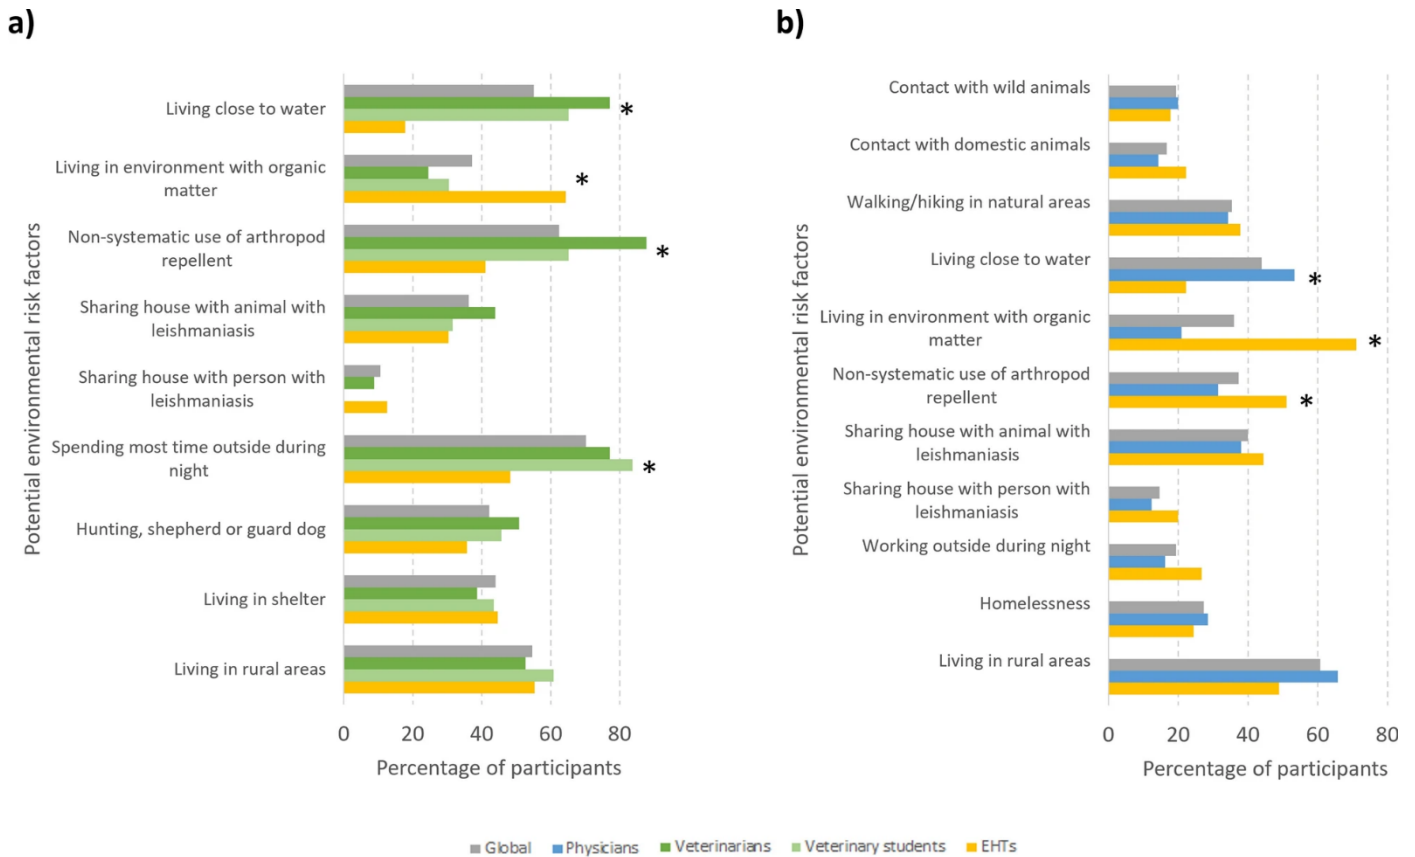 a)
Potential environmental risk factors
Living close to water
*
Living in environment with organic
matter
*
Non-systematic use of arthropod
repellent
*
Sharing house with animal with
leishmaniasis
Sharing house with person with
leishmaniasis
Spending most time outside during
night
*
Hunting, shepherd or guard dog
Living in shelter
Living in rural areas
0 20 40 60 80
Percentage of participants
b)
Potential environmental risk factors
Contact with wild animals
Contact with domestic animals
Walking/hiking in natural areas
Living close to water
*
Living in environment with organic
matter
*
Non-systematic use of arthropod
repellent
*
Sharing house with animal with
leishmaniasis
Sharing house with person with
leishmaniasis
Working outside during night
Homelessness
Living in rural areas
0 20 40 60 80
Percentage of participants
Global Physicians Veterinarians Veterinary students EHTs